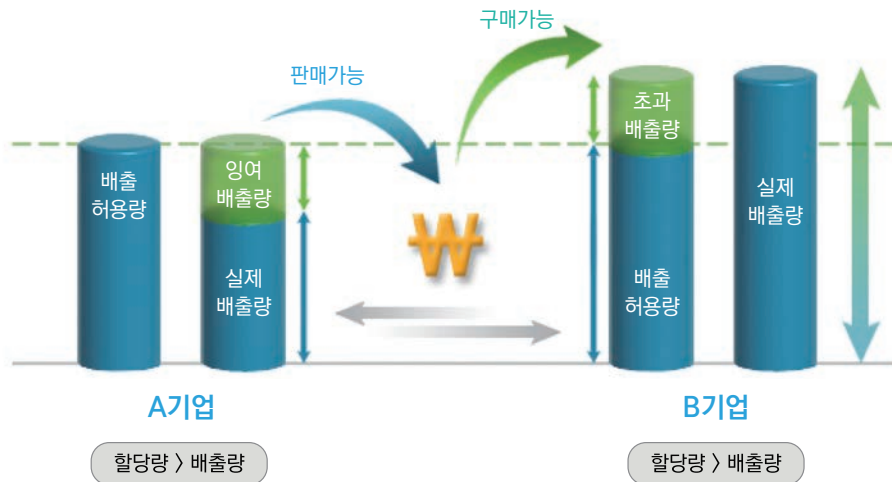 구매가능
판매가능
배출
허용량
잉여
배출량
실제
배출량
₩
초과
배출량
배출
허용량
실제
배출량
A기업
B기업
할당량 〉 배출량
할당량 〉 배출량